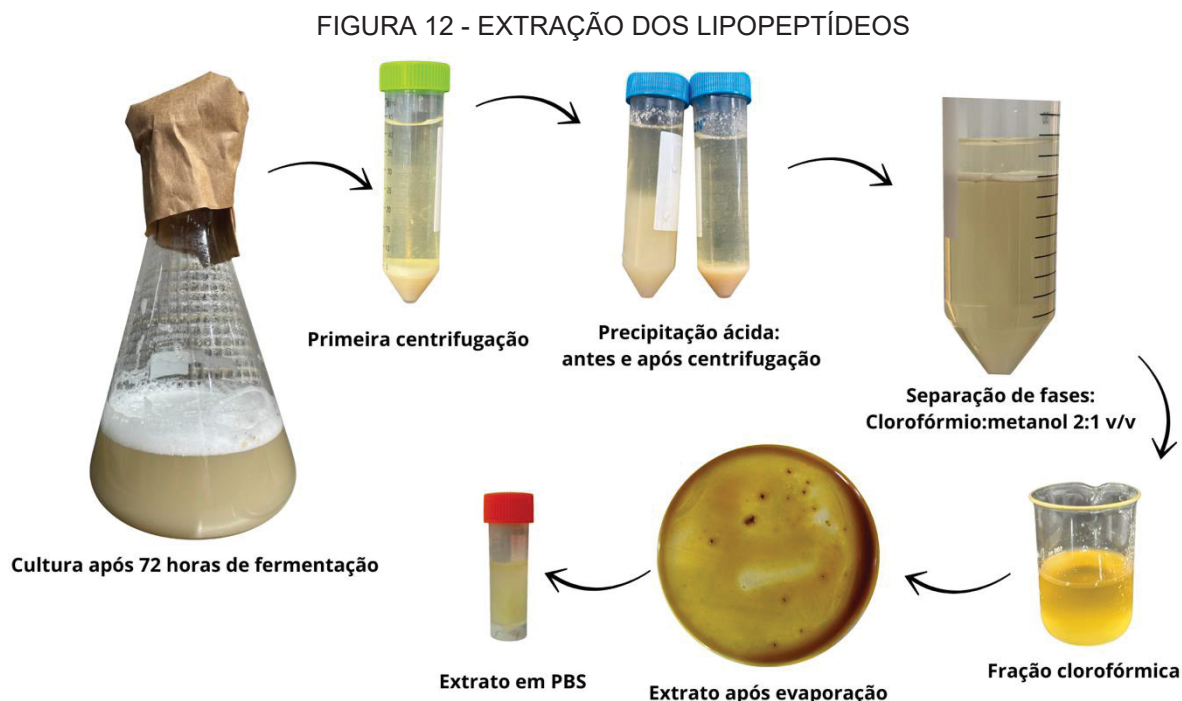 FIGURA 12 - EXTRAÇÃO DOS LIPOPEPTÍDEOS
Primeira centrifugação
Precipitação ácida:
antes e após centrifugação
Separação de fases:
Clorofórmio:metanol 2:1 v/v
Cultura após 72 horas de fermentação
Extrato em PBS
Extrato após evaporação
Fração clorofórmica